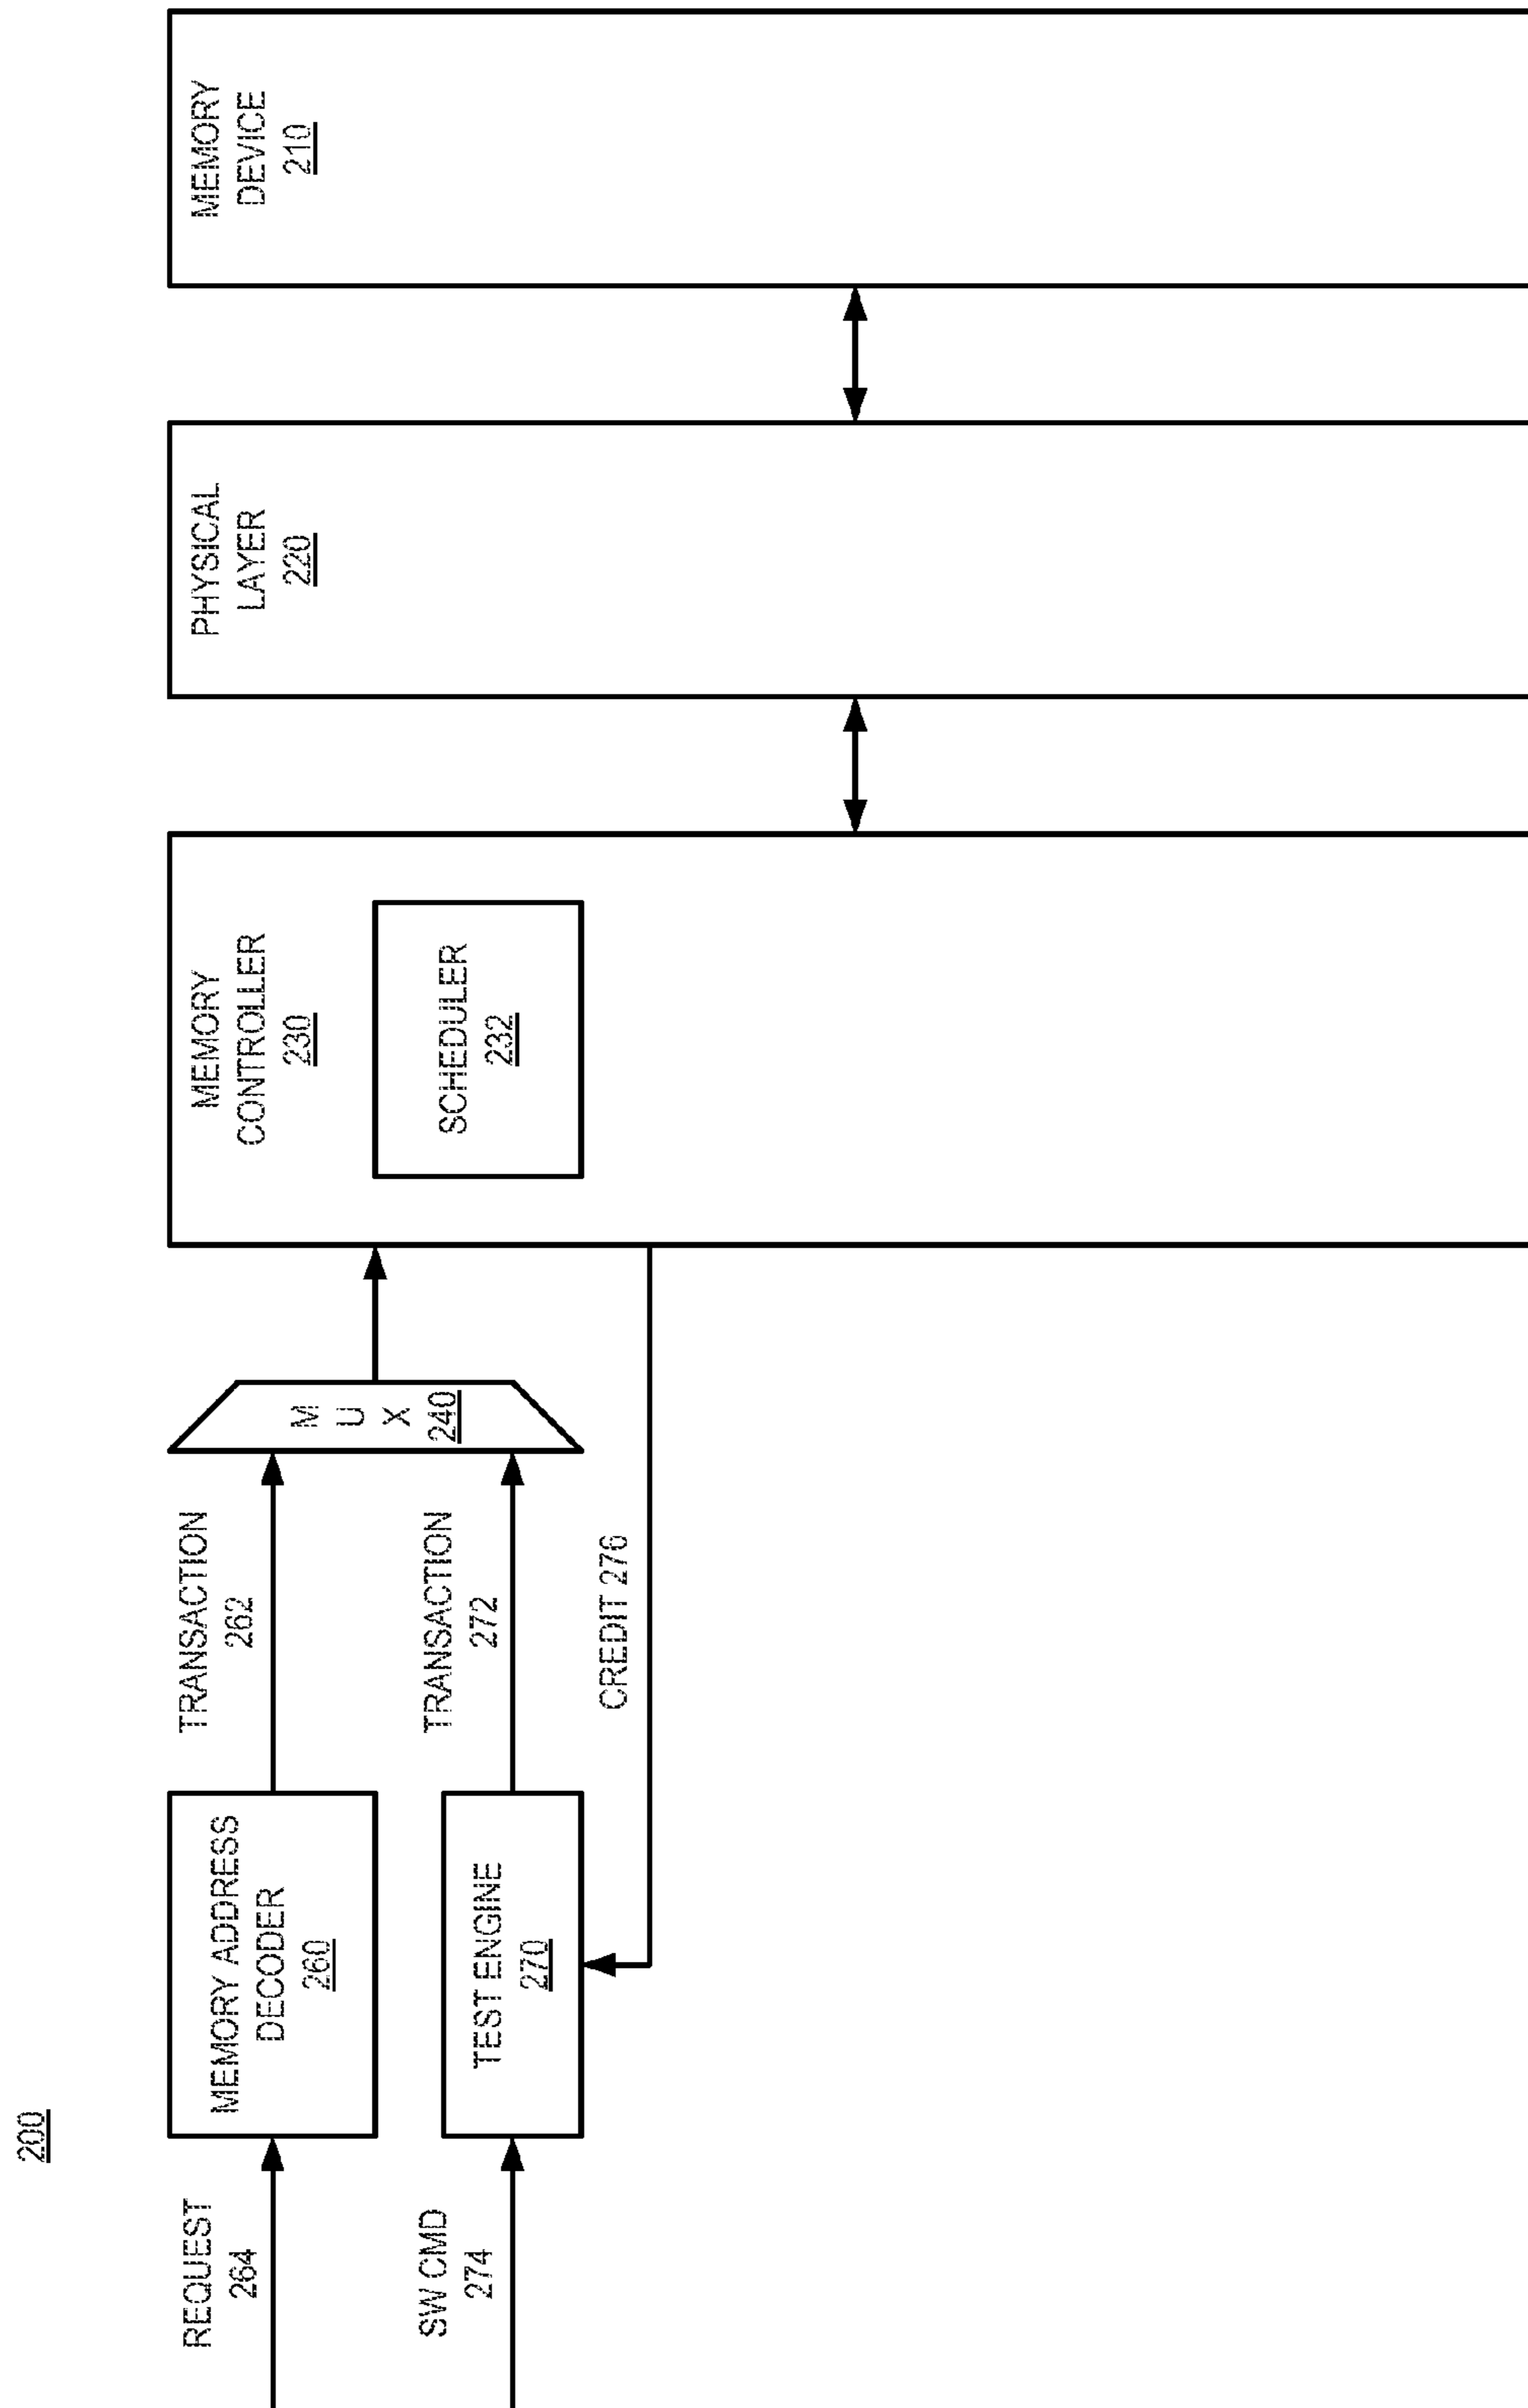 200
REQUEST
264
MEMORY ADDRESS
DECODER
260
TRANSACTION
262
SW CMD
274
TEST ENGINE
270
TRANSACTION
272
CREDIT 276
M
U
X
240
MEMORY
CONTROLLER
230
SCHEDULER
232
PHYSICAL
LAYER
220
MEMORY
DEVICE
210